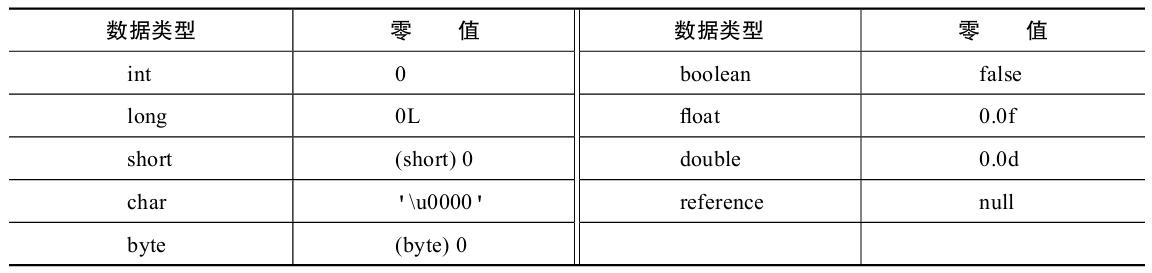 数据类型 零 值 数据类型 零 值
int 0 boolean false
long 0L float 0.0f
short (short) 0 double 0.0d
char '\u0000' reference null
byte (byte) 0